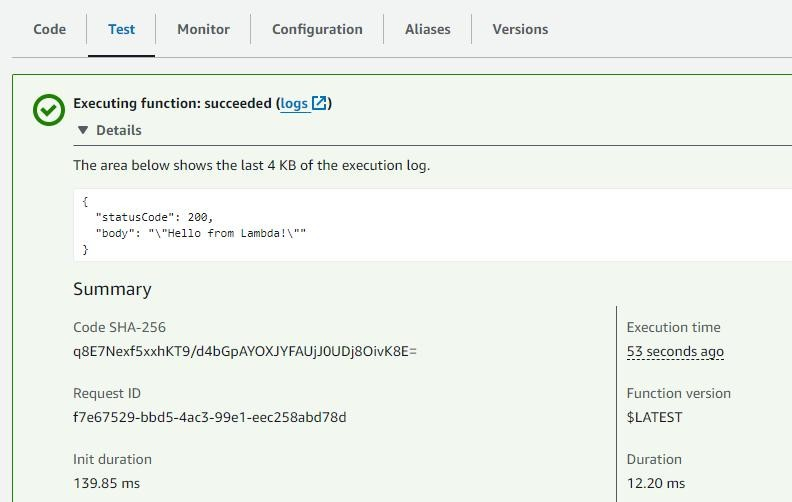 Code Test Monitor Configuration Aliases Versions
Executing function: succeeded (logs)
Details
The area below shows the last 4 KB of the execution log.
{
"statusCode": 200,
"body": "\"Hello from Lambda!\""
}
Summary
Code SHA-256
q8E7Nexf5xxhKT9/d4bGpAYOXJYFAUjJ0UDj8OivK8E=
Execution time
53 seconds ago
Request ID
f7e67529-bbd5-4ac3-99e1-eec258abd78d
Function version
$LATEST
Init duration
139.85 ms
Duration
12.20 ms